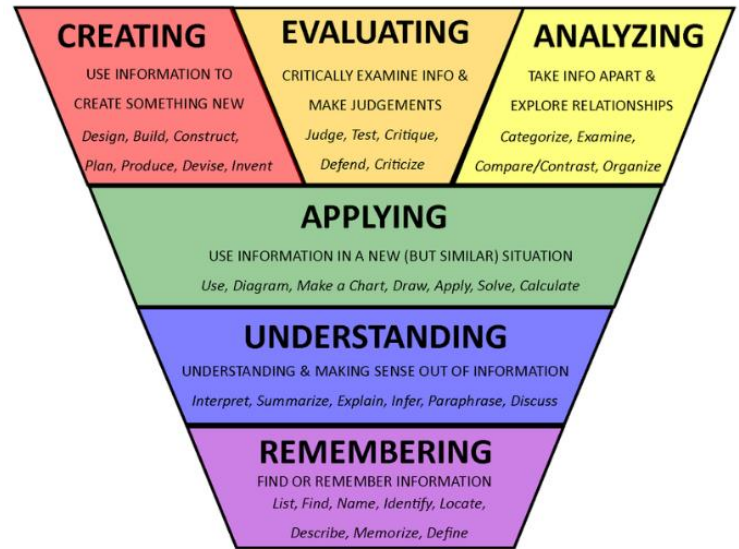 CREATING
USE INFORMATION TO
CREATE SOMETHING NEW
Design, Build, Construct,
Plan, Produce, Devise, Invent
EVALUATING
CRITICALLY EXAMINE INFO &
MAKE JUDGEMENTS
Judge, Test, Critique,
Defend, Criticize
ANALYZING
TAKE INFO APART &
EXPLORE RELATIONSHIPS
Categorize, Examine,
Compare/Contrast, Organize
APPLYING
USE INFORMATION IN A NEW (BUT SIMILAR) SITUATION
Use, Diagram, Make a Chart, Draw, Apply, Solve, Calculate
UNDERSTANDING
UNDERSTANDING & MAKING SENSE OUT OF INFORMATION
Interpret, Summarize, Explain, Infer, Paraphrase, Discuss
REMEMBERING
FIND OR REMEMBER INFORMATION
List, Find, Name, Identify, Locate,
Describe, Memorize, Define